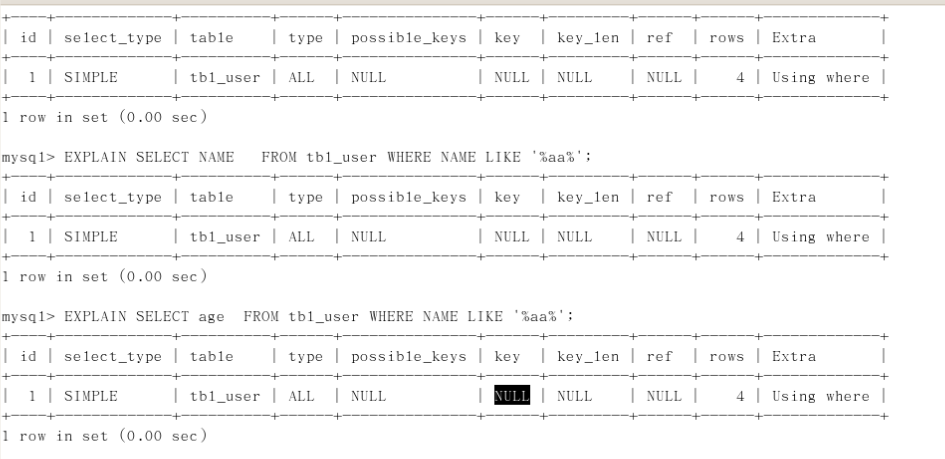 +----+-------------+----------+------+---------------+------+---------+------+------+-------------+
| id | select_type | table    | type | possible_keys | key  | key_len | ref  | rows | Extra       |
+----+-------------+----------+------+---------------+------+---------+------+------+-------------+
|  1 | SIMPLE      | tbl_user | ALL  | NULL          | NULL | NULL    | NULL |    4 | Using where |
+----+-------------+----------+------+---------------+------+---------+------+------+-------------+
1 row in set (0.00 sec)
mysql> EXPLAIN SELECT NAME   FROM tbl_user WHERE NAME LIKE '%aa%';
+----+-------------+----------+------+---------------+------+---------+------+------+-------------+
| id | select_type | table    | type | possible_keys | key  | key_len | ref  | rows | Extra       |
+----+-------------+----------+------+---------------+------+---------+------+------+-------------+
|  1 | SIMPLE      | tbl_user | ALL  | NULL          | NULL | NULL    | NULL |    4 | Using where |
+----+-------------+----------+------+---------------+------+---------+------+------+-------------+
1 row in set (0.00 sec)
mysql> EXPLAIN SELECT age  FROM tbl_user WHERE NAME LIKE '%aa%';
+----+-------------+----------+------+---------------+------+---------+------+------+-------------+
| id | select_type | table    | type | possible_keys | key  | key_len | ref  | rows | Extra       |
+----+-------------+----------+------+---------------+------+---------+------+------+-------------+
|  1 | SIMPLE      | tbl_user | ALL  | NULL          | NULL | NULL    | NULL |    4 | Using where |
+----+-------------+----------+------+---------------+------+---------+------+------+-------------+
1 row in set (0.00 sec)